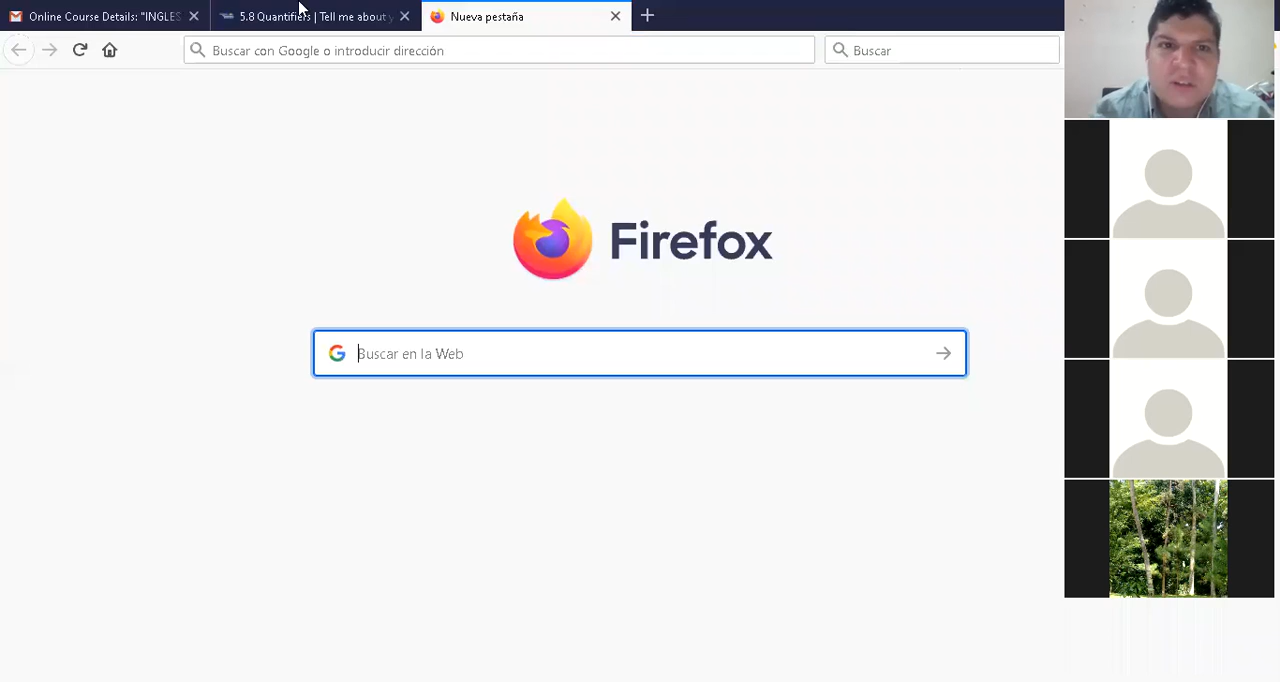 Online Course Details: "INGLES
5.8 Quantifiers | Tell me about y
Nueva pestaña
Buscar con Google o introducir dirección
Buscar
Firefox
Buscar en la Web